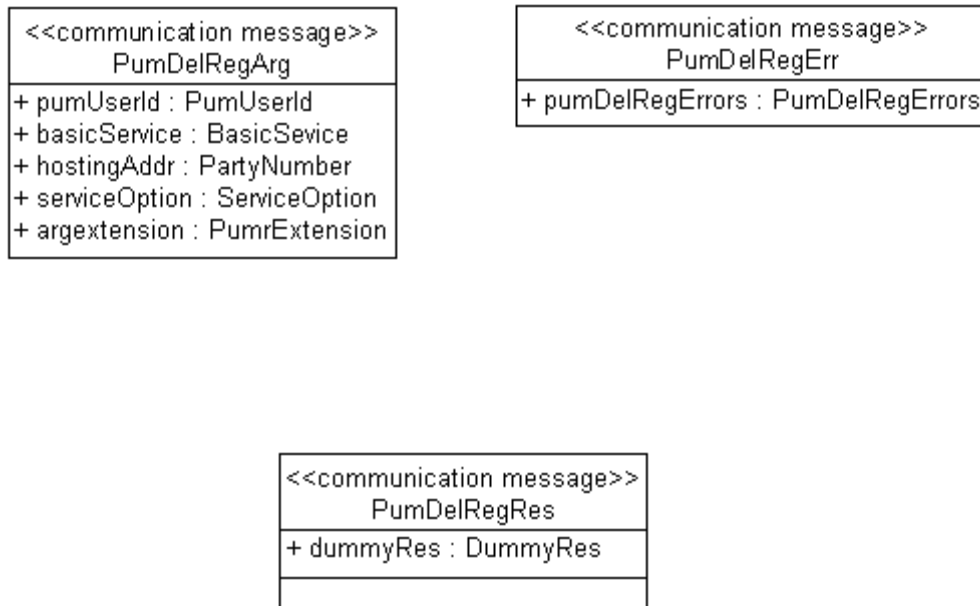 <<communication message>>
PumDelRegArg
+ pumUserId : PumUserId
+ basicService : BasicSevice
+ hostingAddr : PartyNumber
+ serviceOption : ServiceOption
+ argextension : PumrExtension
<<communication message>>
PumDelRegErr
+ pumDelRegErrors : PumDelRegErrors
<<communication message>>
PumDelRegRes
+ dummyRes : DummyRes